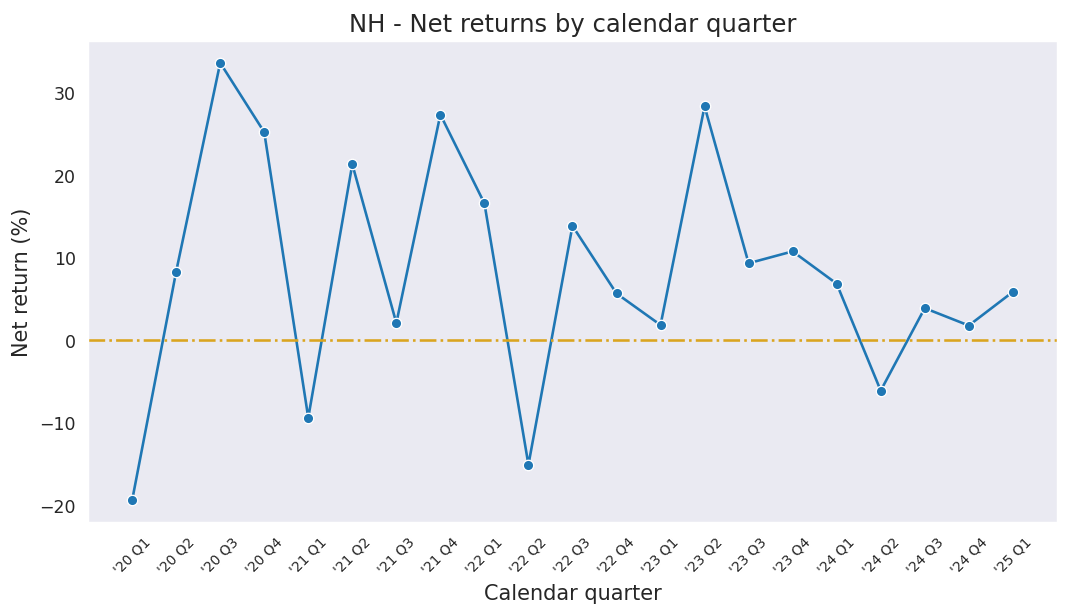 NH - Net returns by calendar quarter
Net return (%)
30
20
10
0
−10
−20
'20 Q1
'20 Q2
'20 Q3
'20 Q4
'21 Q1
'21 Q2
'21 Q3
'21 Q4
'22 Q1
'22 Q2
'22 Q3
'22 Q4
'23 Q1
'23 Q2
'23 Q3
'23 Q4
'24 Q1
'24 Q2
'24 Q3
'24 Q4
'25 Q1
Calendar quarter